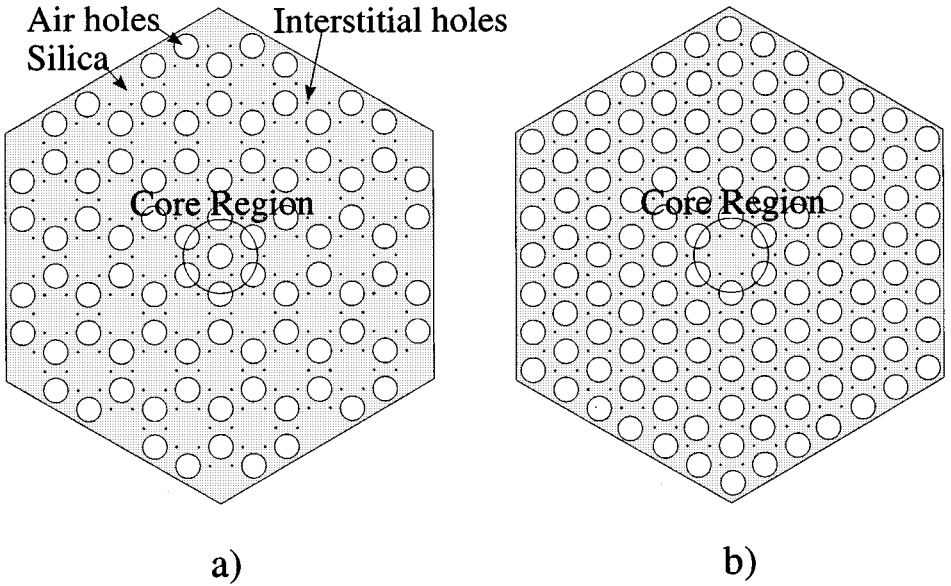 Air holes Interstitial holes
Silica
Core Region Core Region
a) b)